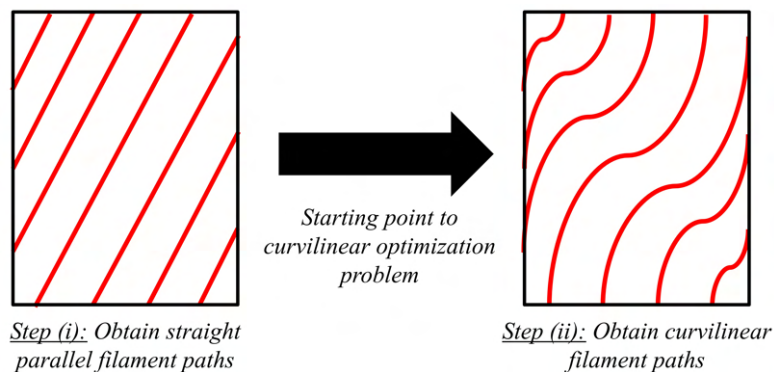 Starting point to
curvilinear optimization
problem
Step (i): Obtain straight
parallel filament paths
Step (ii): Obtain curvilinear
filament paths